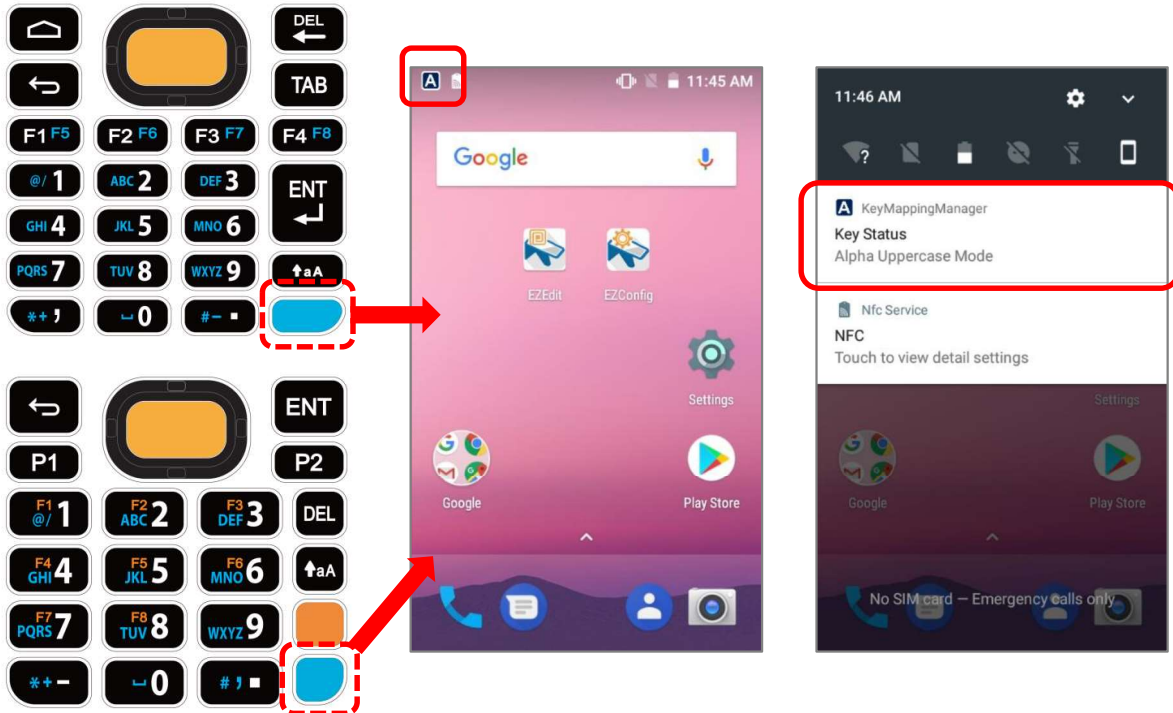 DEL
TAB
F1 F5 F2 F6 F3 F7 F4 F8
@/ 1 ABC 2 DEF 3 ENT
GHI 4 JKL 5 MNO 6
PQRS 7 TUV 8 WXYZ 9 aA
*+ , ⎵ 0 #- .
ENT
P1 P2
F1 @/ 1 F2 ABC 2 F3 DEF 3 DEL
F4 GHI 4 F5 JKL 5 F6 MNO 6 aA
F7 PQRS 7 F8 TUV 8 WXYZ 9
*+ - ⎵ 0 # , .
A 11:45 AM
Google
EZEdit EZConfig
Settings
Google Play Store
11:46 AM
?
A KeyMappingManager
Key Status
Alpha Uppercase Mode
Nfc Service
NFC
Touch to view detail settings
Settings
Google Play Store
No SIM card — Emergency calls only